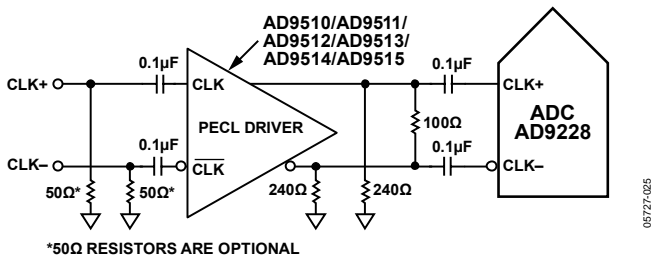 AD9510/AD9511/
AD9512/AD9513/
AD9514/AD9515
0.1µF
0.1µF
CLK+
CLK
CLK+
ADC
AD9228
PECL DRIVER
100Ω
0.1µF
0.1µF
CLK–
CLK
CLK–
50Ω*
50Ω*
240Ω
240Ω
*50Ω RESISTORS ARE OPTIONAL
05727-025